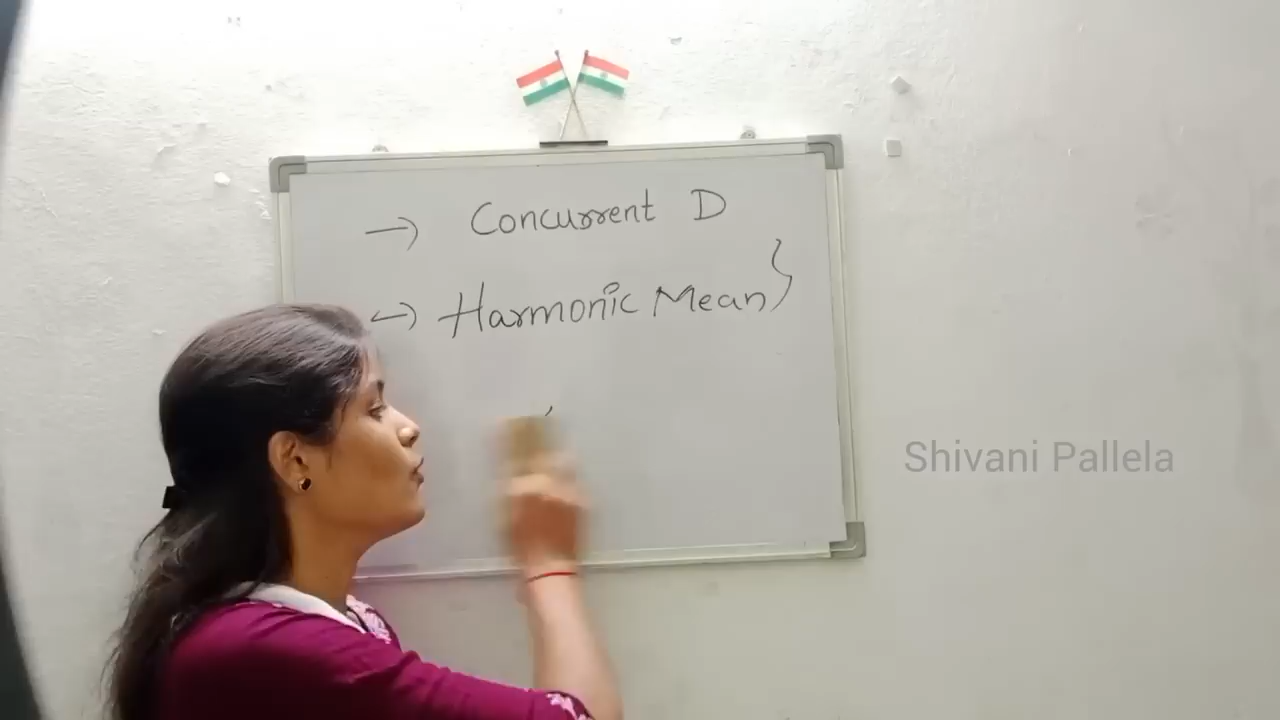 → Concurrent D
→ Harmonic Mean }
Shivani Pallela